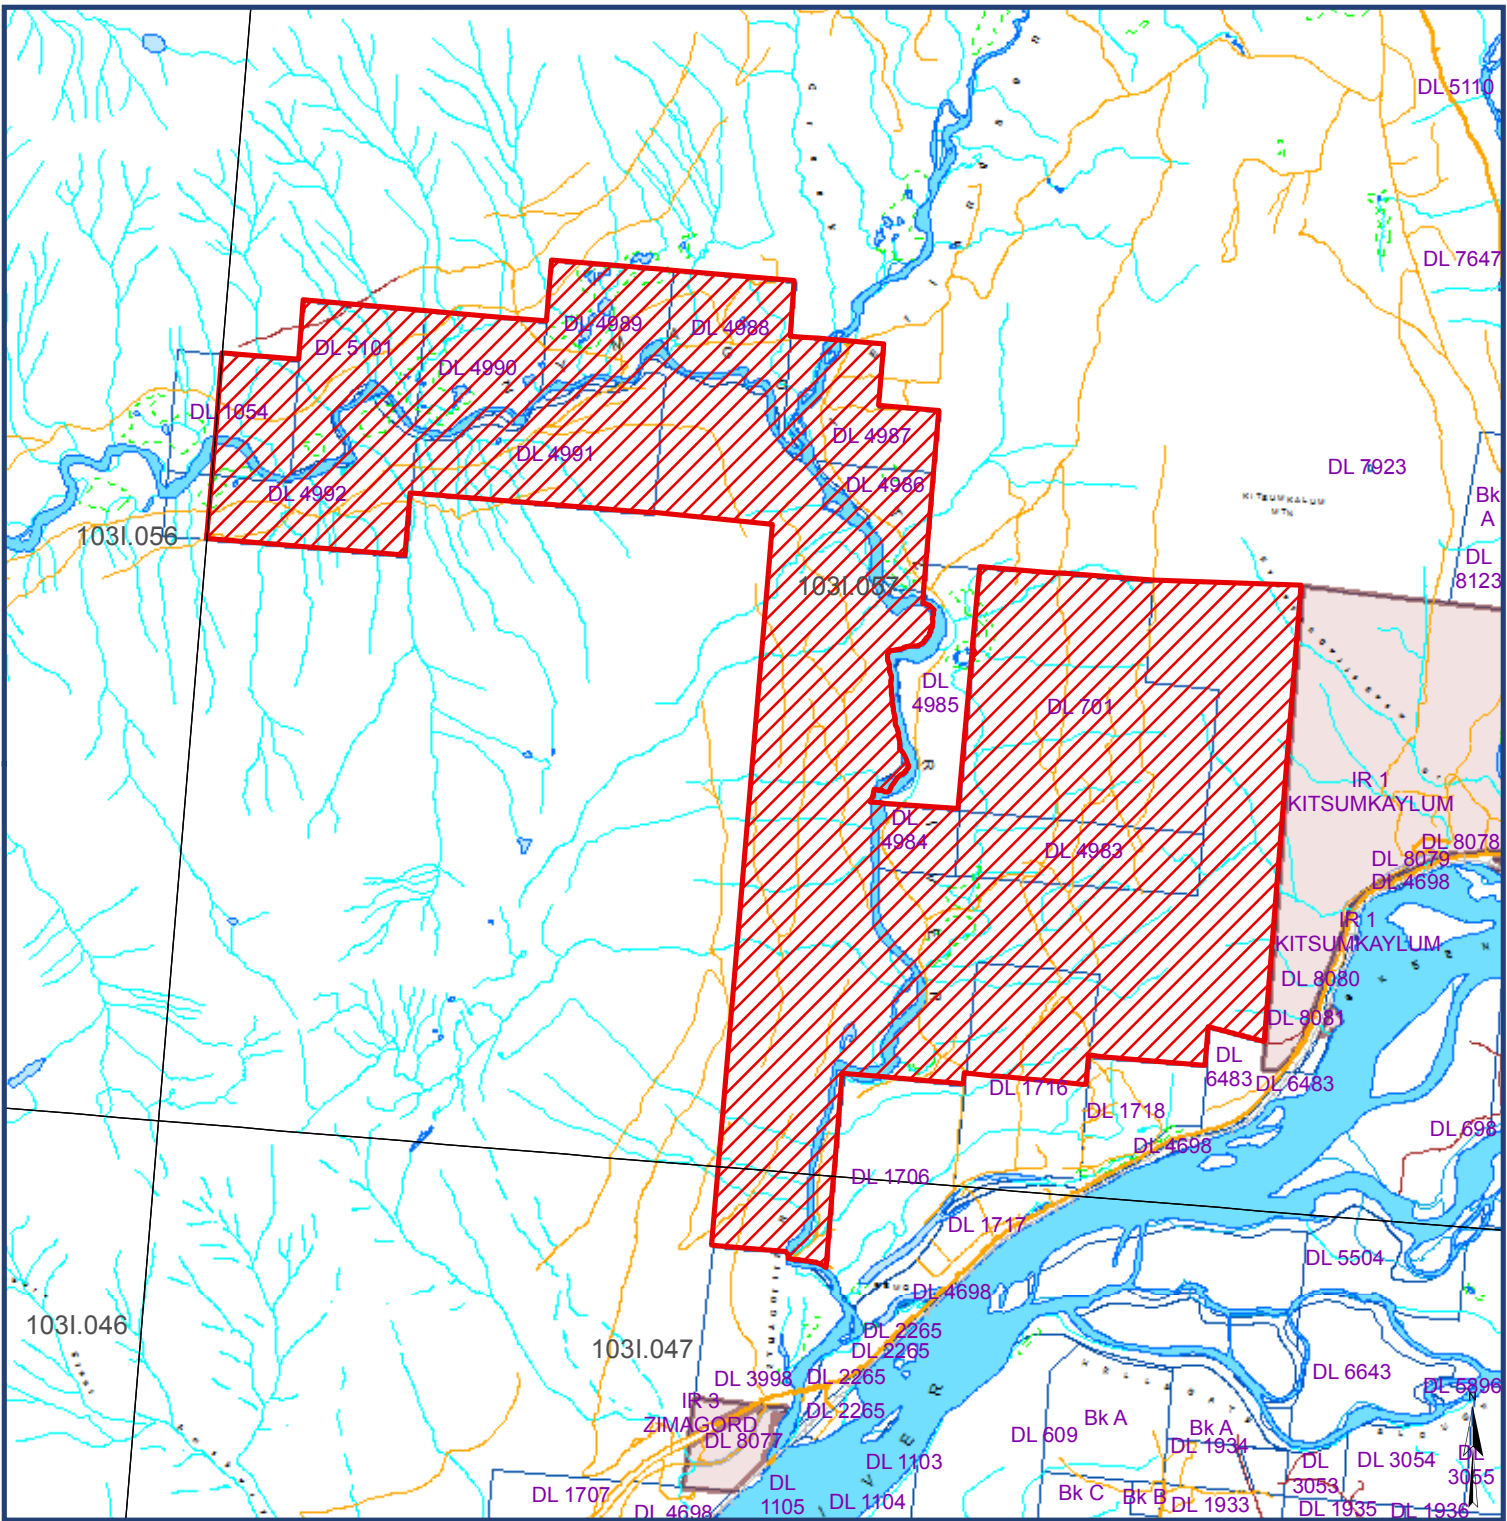 DL 5110
DL 7647
DL 4989
DL 4988
DL 5101
DL 4990
DL 1054
DL 4987
DL 4991
DL 4986
DL 4992
DL 7923
KITSUMKALUM
MTN
Bk
A
DL
8123
103I.056
103I.057
DL
4985
DL 701
IR 1
KITSUMKAYLUM
DL
4984
DL 4983
DL 8078
DL 8079
DL 4698
IR 1
KITSUMKAYLUM
DL 8080
DL 8081
DL
6483
DL 6483
DL 1716
DL 1718
DL 4698
DL 698
DL 1706
DL 1717
DL 5504
DL 4698
103I.046
103I.047
DL 2265
DL 2265
DL 2265
DL 2265
DL 3998
IR 3
ZIMAGORD
DL 8077
DL 6643
DL 5896
DL 609
Bk A
Bk A
DL 1934
DL 1103
DL
3053
DL 3054
DL
3055
DL 1707
DL 4698
DL
1105
DL 1104
Bk C
Bk B
DL 1933
DL 1935
DL 1936
N